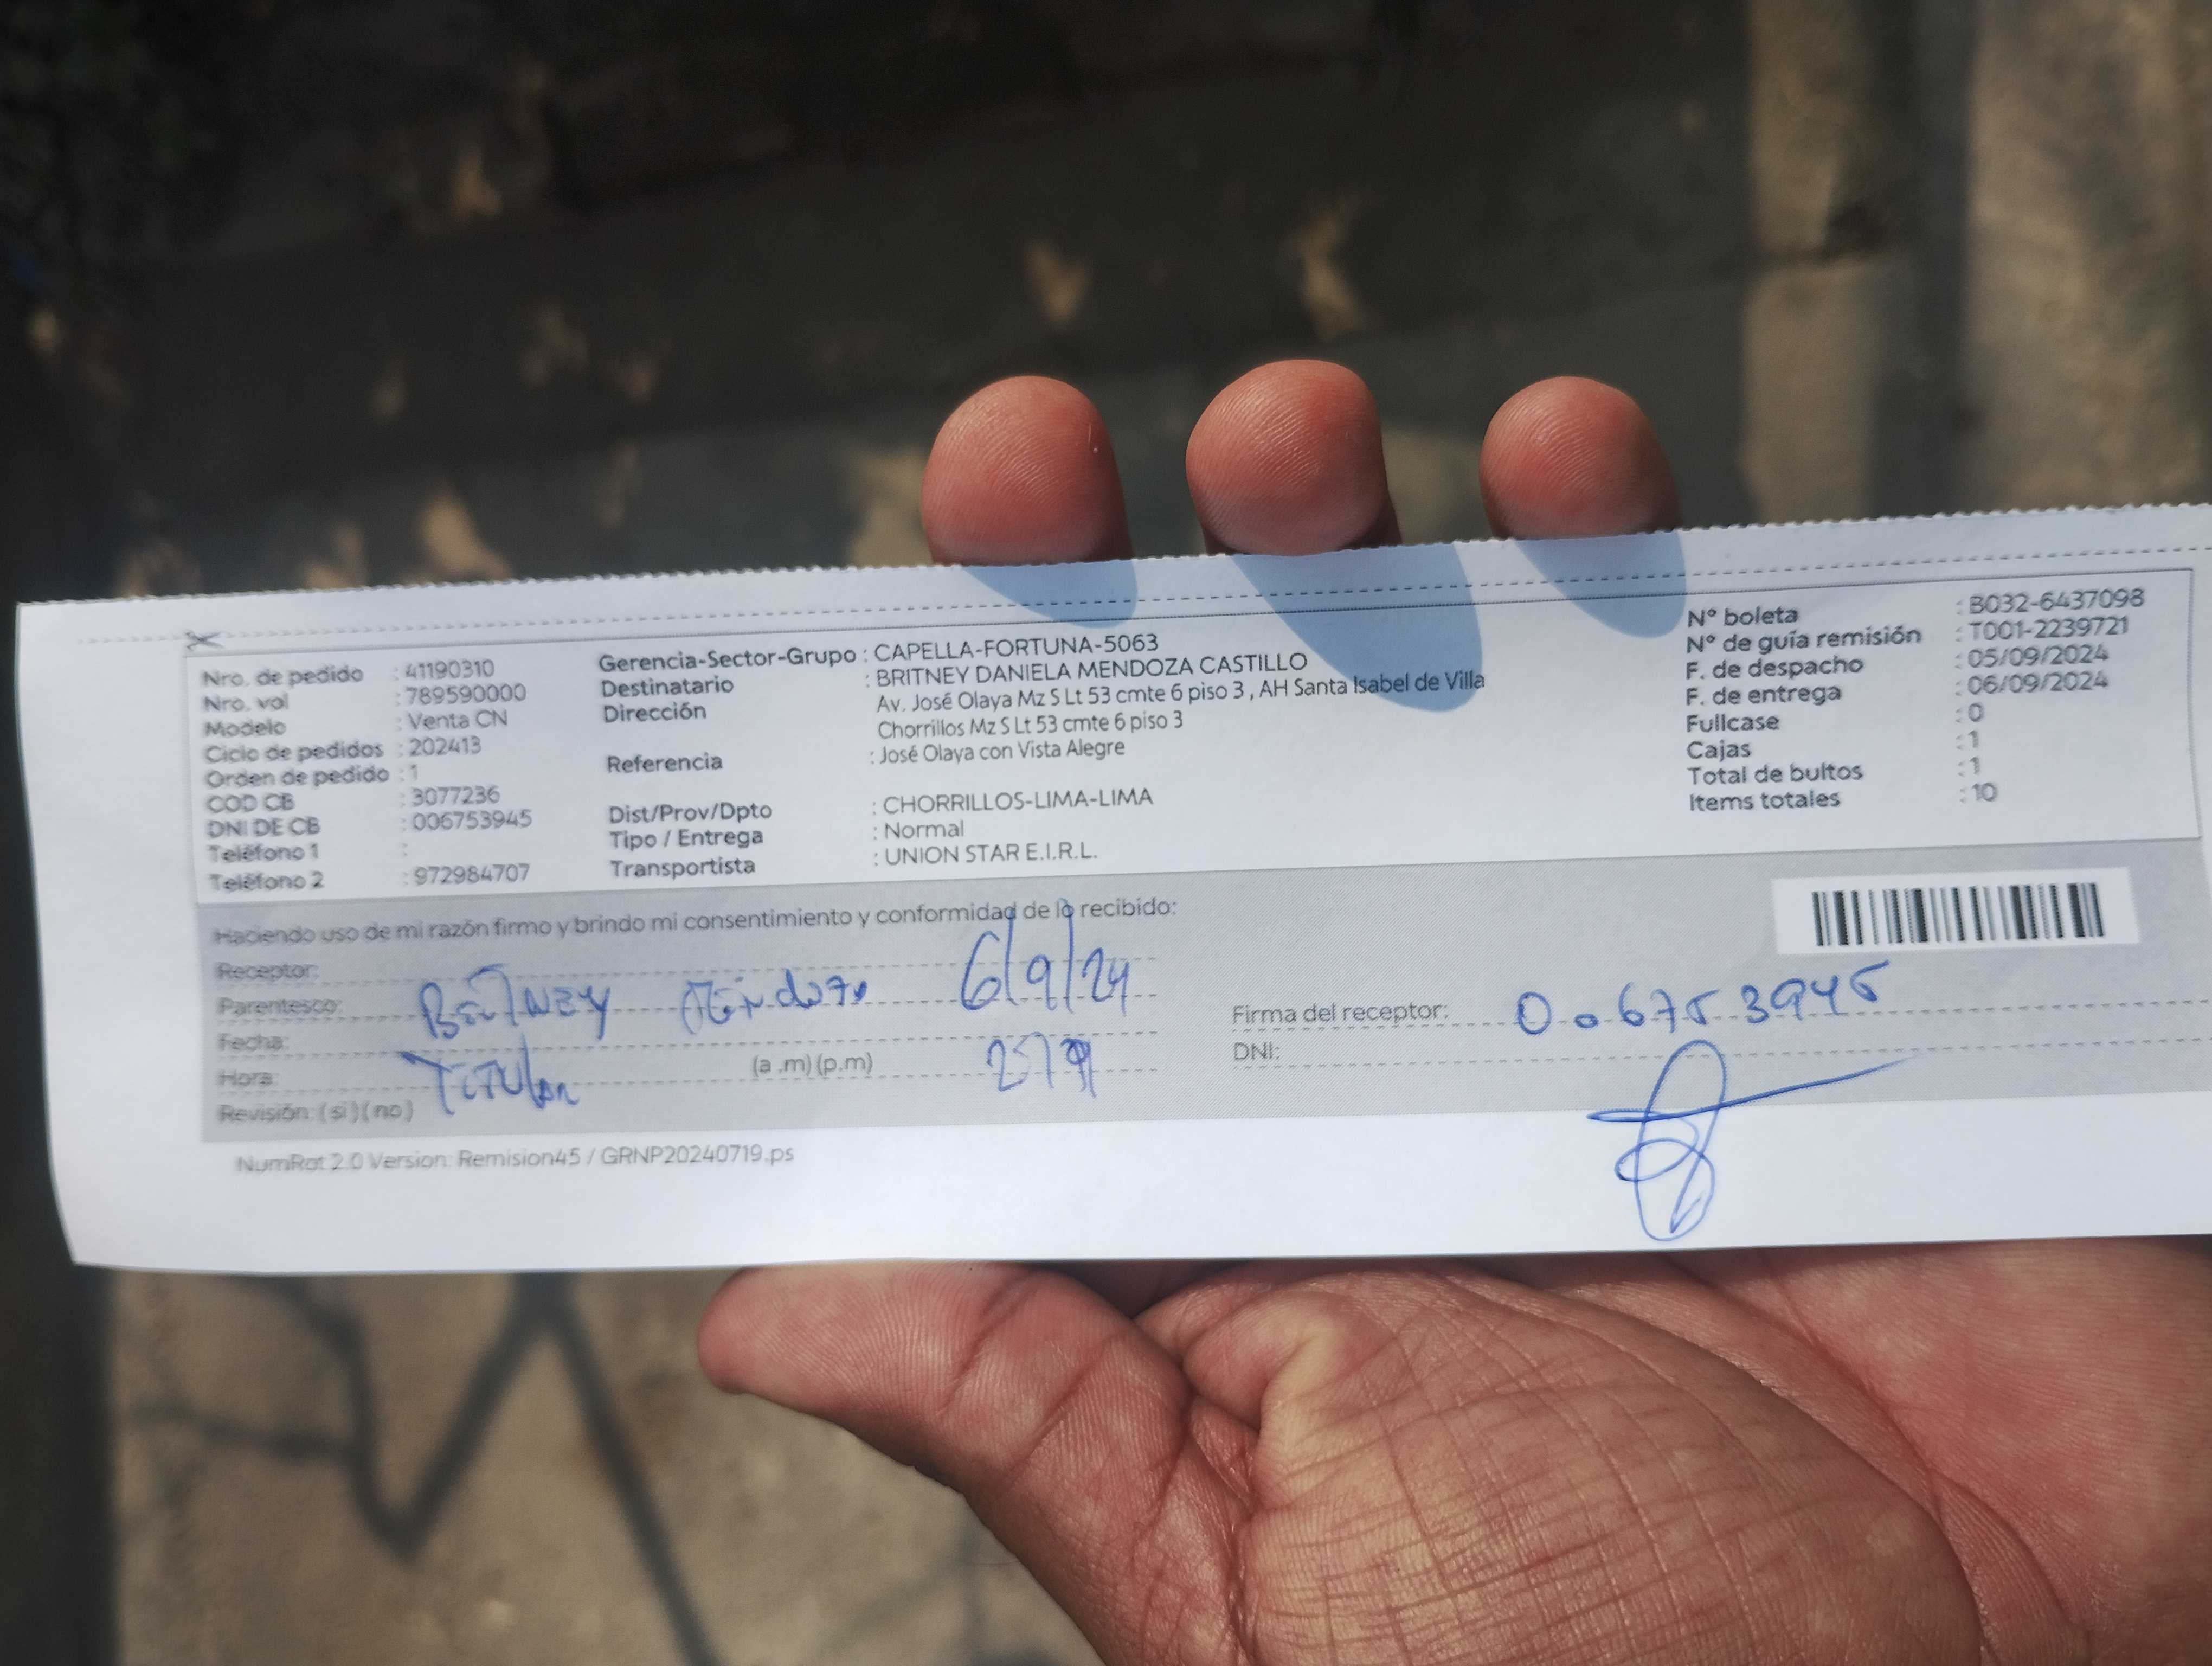 Nro. de pedido : 41190310
Nro. vol : 789590000
Modelo : Venta CN
Ciclo de pedidos : 202413
Orden de pedido : 1
COD CB : 3077236
DNI DE CB : 006753945
Teléfono 1 :
Teléfono 2 : 972984707
Gerencia-Sector-Grupo : CAPELLA-FORTUNA-5063
Destinatario : BRITNEY DANIELA MENDOZA CASTILLO
Dirección : Av. José Olaya Mz S Lt 53 cmte 6 piso 3 , AH Santa Isabel de Villa
Chorrillos Mz S Lt 53 cmte 6 piso 3
Referencia : José Olaya con Vista Alegre
Dist/Prov/Dpto : CHORRILLOS-LIMA-LIMA
Tipo / Entrega : Normal
Transportista : UNION STAR E.I.R.L.
N° boleta : B032-6437098
N° de guía remisión : T001-2239721
F. de despacho : 05/09/2024
F. de entrega : 06/09/2024
Fullcase : 0
Cajas : 1
Total de bultos : 1
Items totales : 10
Haciendo uso de mi razón firmo y brindo mi consentimiento y conformidad de lo recibido:
Receptor:
Parentesco: Britney Mendoza 6/9/24
Fecha:
Hora: Titular (a .m) (p.m)
Revisión: ( si ) ( no )
Firma del receptor: 006753945
DNI:
NumRot 2.0 Version: Remision45 / GRNP20240719.ps